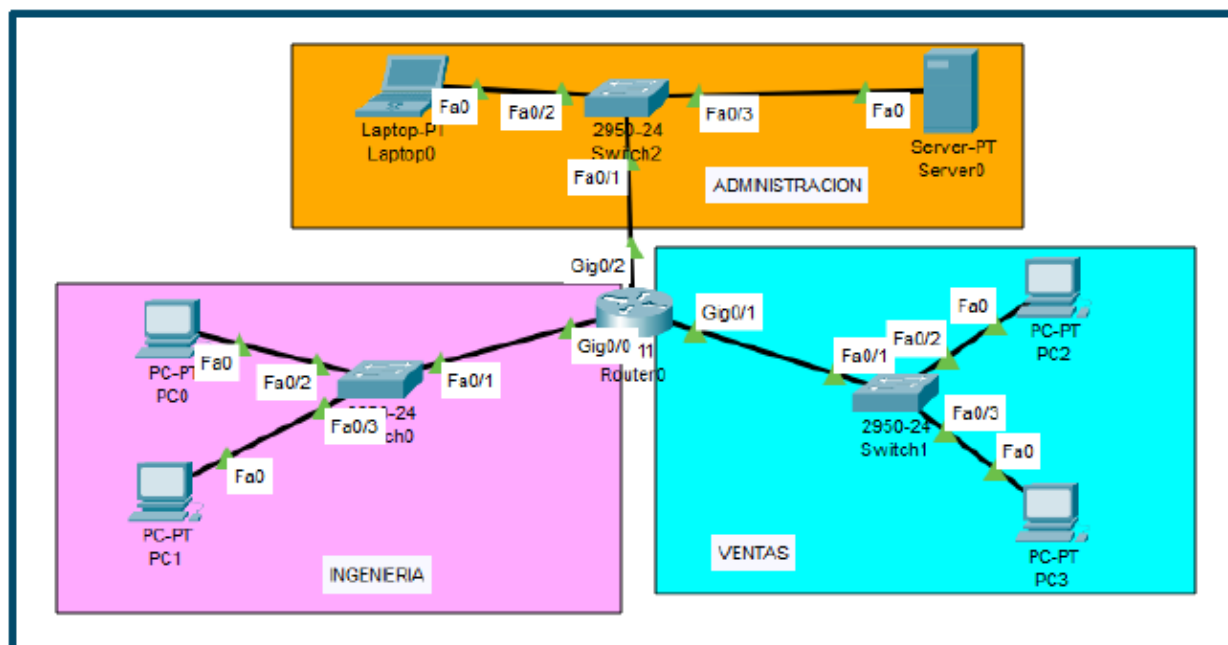 Fa0
Fa0/2
Fa0/3
Fa0
Laptop-PT
Laptop0
2950-24
Switch2
Server-PT
Server0
Fa0/1
ADMINISTRACION
Gig0/2
Gig0/0
Gig0/1
11
Router0
Fa0
Fa0/2
Fa0/1
PC-PT
PC0
-24
Fa0/3
Fa0
PC-PT
PC1
INGENIERIA
Fa0
Fa0/2
Fa0/1
PC-PT
PC2
2950-24
Switch1
Fa0/3
Fa0
PC-PT
PC3
VENTAS